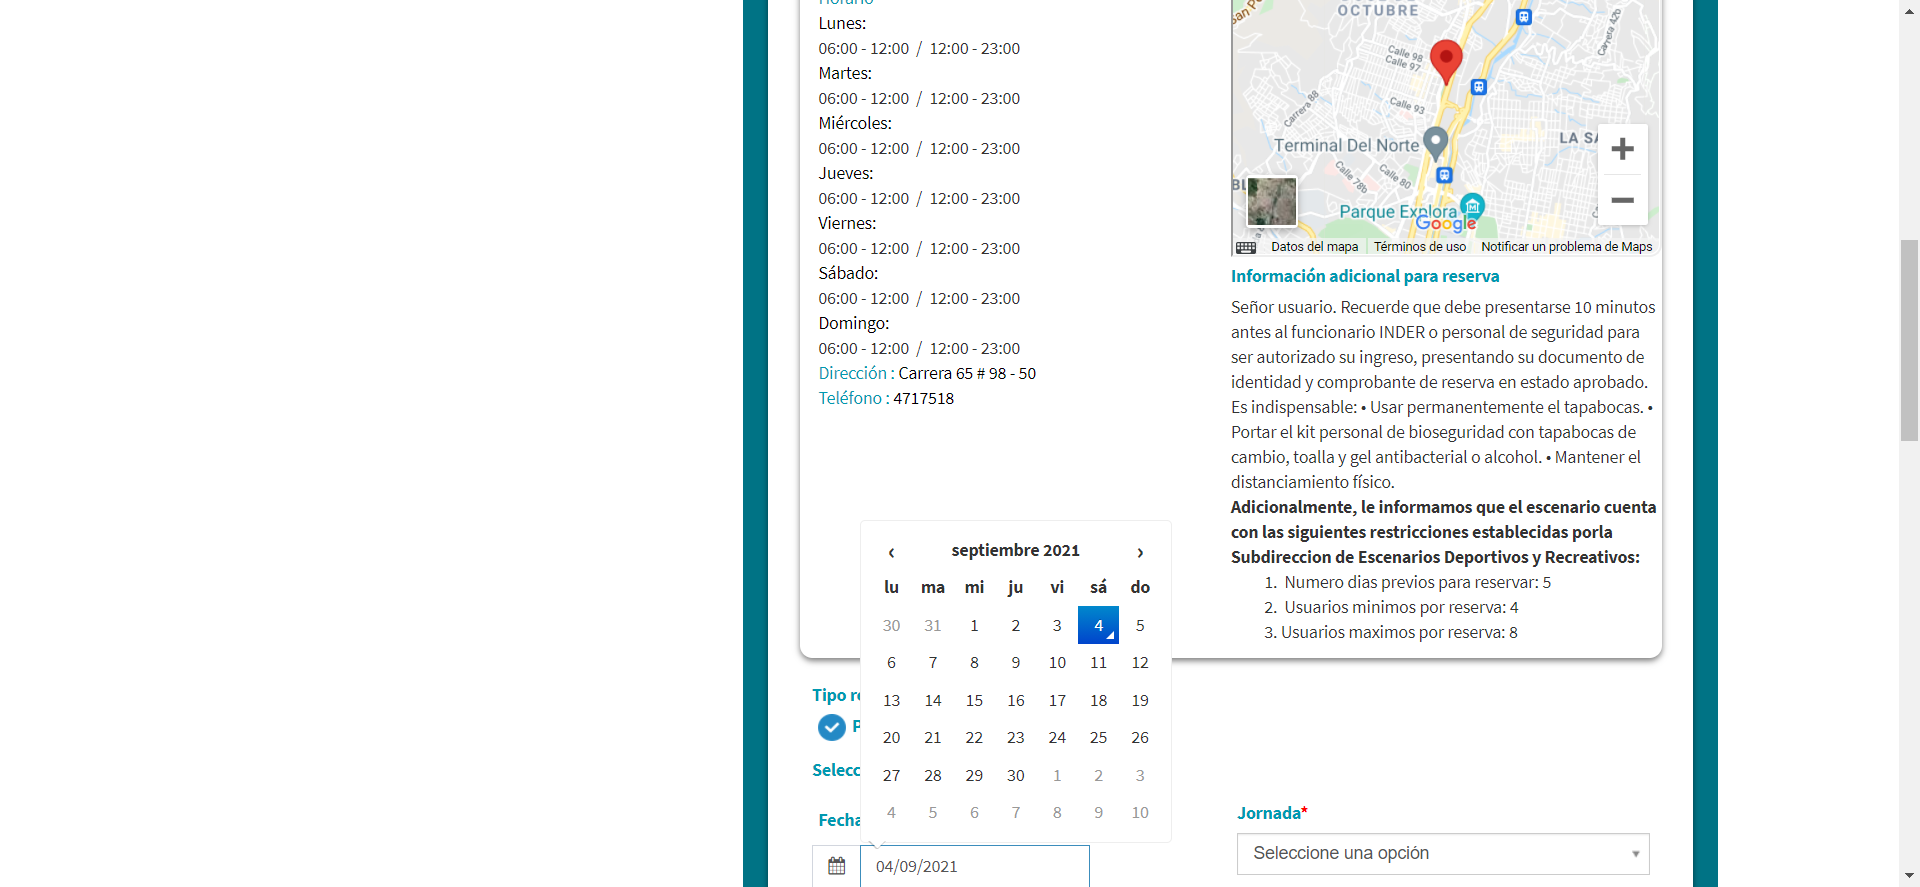 Horario
Lunes:
06:00 - 12:00 / 12:00 - 23:00
Martes:
06:00 - 12:00 / 12:00 - 23:00
Miércoles:
06:00 - 12:00 / 12:00 - 23:00
Jueves:
06:00 - 12:00 / 12:00 - 23:00
Viernes:
06:00 - 12:00 / 12:00 - 23:00
Sábado:
06:00 - 12:00 / 12:00 - 23:00
Domingo:
06:00 - 12:00 / 12:00 - 23:00
Dirección : Carrera 65 # 98 - 50
Teléfono : 4717518
OCTUBRE
Carrera 42b
Calle 98
Calle 97
Carrera 88
Calle 93
Terminal Del Norte
LA SA
Calle 78b
Calle 80
Parque Explora
Google
Datos del mapa
Términos de uso
Notificar un problema de Maps
Información adicional para reserva
Señor usuario. Recuerde que debe presentarse 10 minutos
antes al funcionario INDER o personal de seguridad para
ser autorizado su ingreso, presentando su documento de
identidad y comprobante de reserva en estado aprobado.
Es indispensable: • Usar permanentemente el tapabocas. •
Portar el kit personal de bioseguridad con tapabocas de
cambio, toalla y gel antibacterial o alcohol. • Mantener el
distanciamiento físico.
Adicionalmente, le informamos que el escenario cuenta
con las siguientes restricciones establecidas porla
Subdireccion de Escenarios Deportivos y Recreativos:
1. Numero dias previos para reservar: 5
2. Usuarios minimos por reserva: 4
3. Usuarios maximos por reserva: 8
‹ septiembre 2021 ›
lu ma mi ju vi sá do
30 31 1 2 3 4 5
6 7 8 9 10 11 12
13 14 15 16 17 18 19
20 21 22 23 24 25 26
27 28 29 30 1 2 3
4 5 6 7 8 9 10
Tipo re
P
Selecc
Fecha
04/09/2021
Jornada*
Seleccione una opción